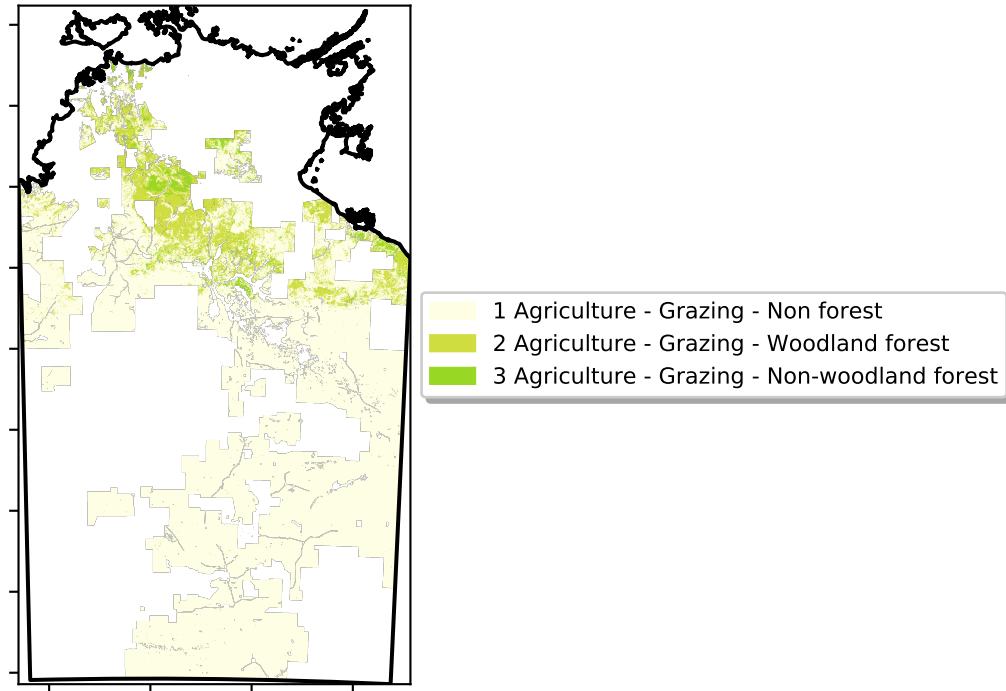 1 Agriculture - Grazing - Non forest
2 Agriculture - Grazing - Woodland forest
3 Agriculture - Grazing - Non-woodland forest